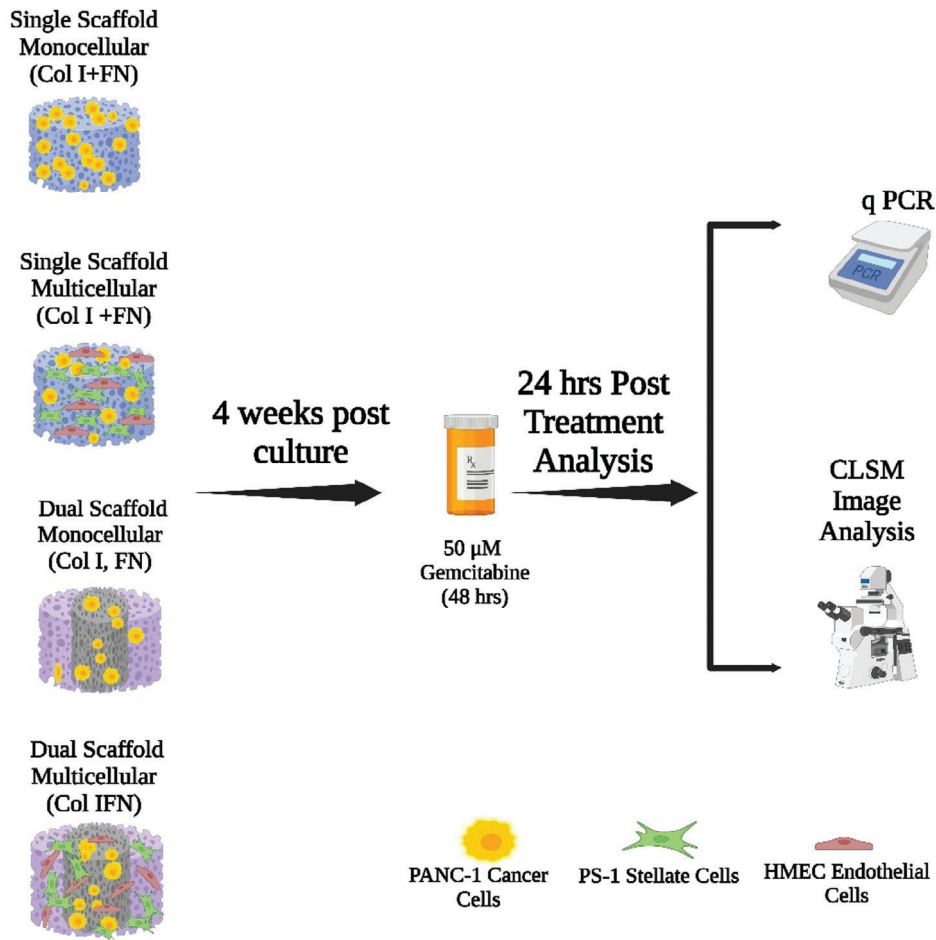 Single Scaffold
Monocellular
(Col I+FN)
Single Scaffold
Multicellular
(Col I +FN)
Dual Scaffold
Monocellular
(Col I, FN)
Dual Scaffold
Multicellular
(Col IFN)
4 weeks post
culture
Rx
50 μM
Gemcitabine
(48 hrs)
24 hrs Post
Treatment
Analysis
q PCR
PCR
CLSM
Image
Analysis
PANC-1 Cancer
Cells
PS-1 Stellate Cells
HMEC Endothelial
Cells